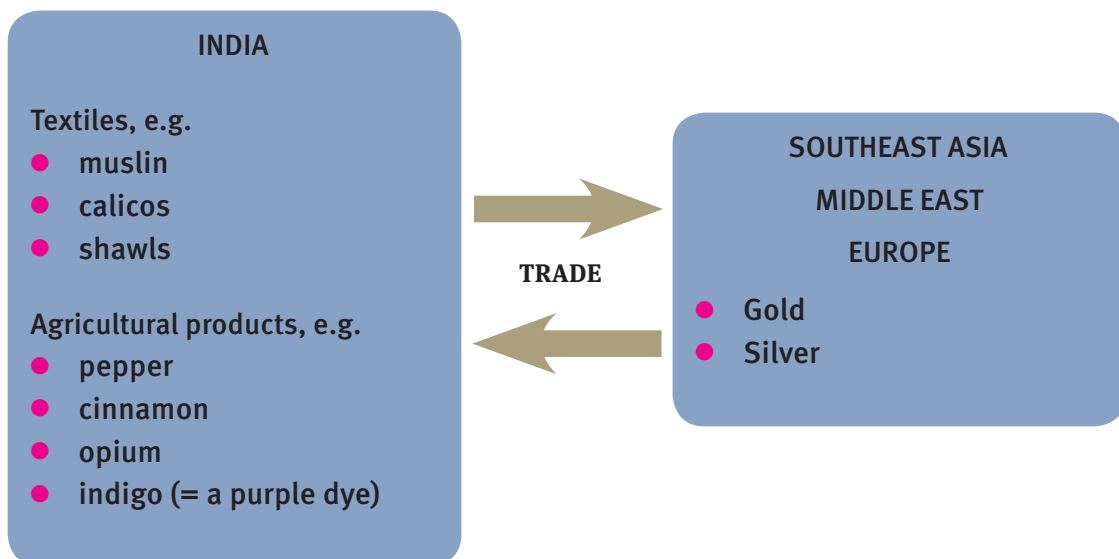 INDIA
Textiles, e.g.
● muslin
● calicos
● shawls
Agricultural products, e.g.
● pepper
● cinnamon
● opium
● indigo (= a purple dye)
TRADE
SOUTHEAST ASIA
MIDDLE EAST
EUROPE
● Gold
● Silver